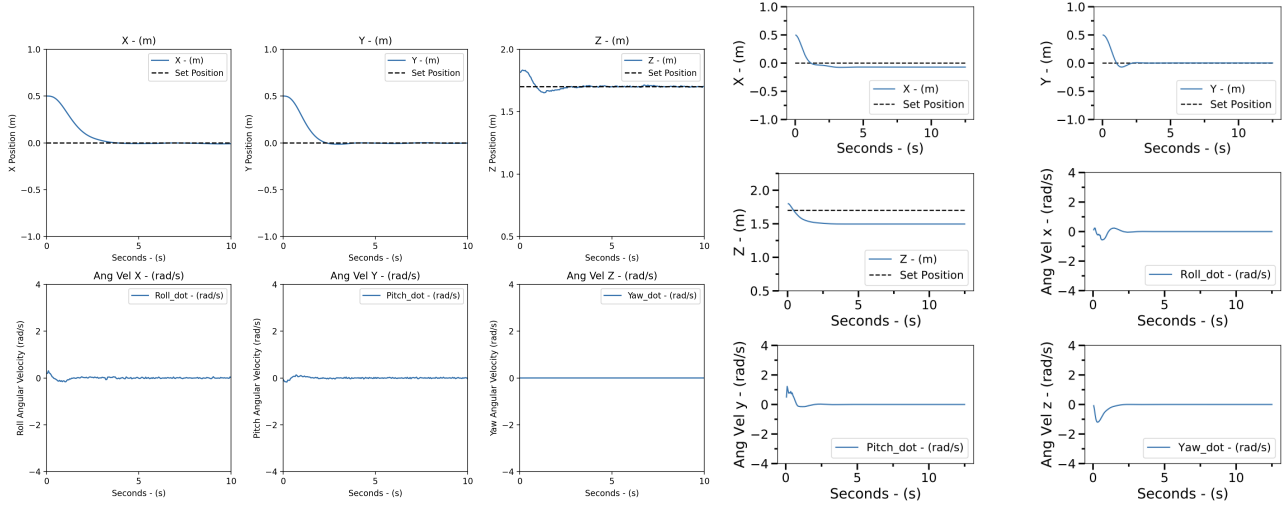 X - (m)
1.0
0.5
0.0
−0.5
−1.0
X Position (m)
X - (m)
Set Position
0
5
10
Seconds - (s)
Y - (m)
1.0
0.5
0.0
−0.5
−1.0
Y Position (m)
Y - (m)
Set Position
0
5
10
Seconds - (s)
Z - (m)
2.0
1.5
1.0
0.5
Z Position (m)
Z - (m)
Set Position
0
5
10
Seconds - (s)
Ang Vel X - (rad/s)
4
2
0
−2
−4
Roll Angular Velocity (rad/s)
Roll_dot - (rad/s)
0
5
10
Seconds - (s)
Ang Vel Y - (rad/s)
4
2
0
−2
−4
Pitch Angular Velocity (rad/s)
Pitch_dot - (rad/s)
0
5
10
Seconds - (s)
Ang Vel Z - (rad/s)
4
2
0
−2
−4
Yaw Angular Velocity (rad/s)
Yaw_dot - (rad/s)
0
5
10
Seconds - (s)
1.0
0.5
0.0
−0.5
−1.0
X - (m)
X - (m)
Set Position
0
5
10
Seconds - (s)
1.0
0.5
0.0
−0.5
−1.0
Y - (m)
Y - (m)
Set Position
0
5
10
Seconds - (s)
2.0
1.5
1.0
0.5
Z - (m)
Z - (m)
Set Position
0
5
10
Seconds - (s)
4
2
0
−2
−4
Ang Vel x - (rad/s)
Roll_dot - (rad/s)
0
5
10
Seconds - (s)
4
2
0
−2
−4
Ang Vel y - (rad/s)
Pitch_dot - (rad/s)
0
5
10
Seconds - (s)
4
2
0
−2
−4
Ang Vel z - (rad/s)
Yaw_dot - (rad/s)
0
5
10
Seconds - (s)